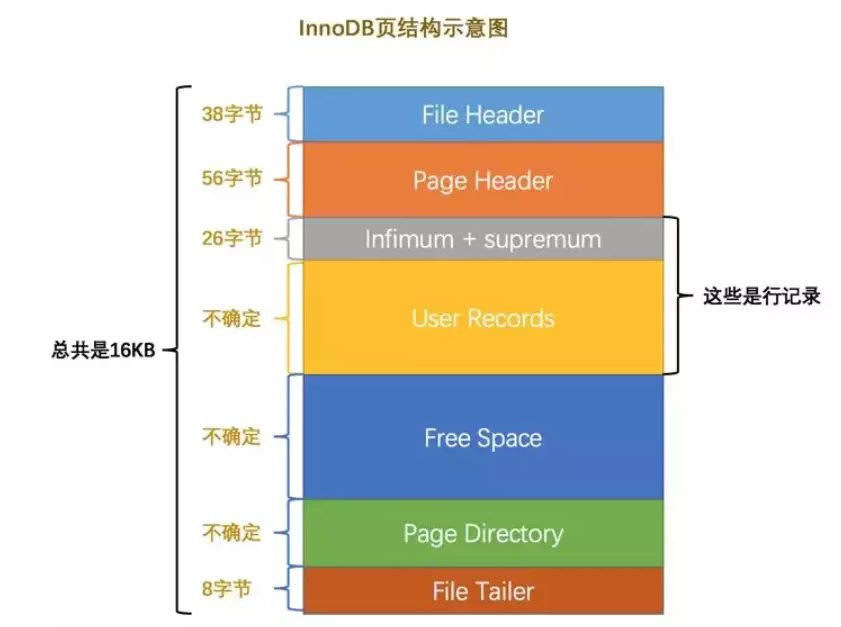 InnoDB页结构示意图
38字节
File Header
56字节
Page Header
26字节
Infimum + supremum
这些是行记录
不确定
User Records
总共是16KB
不确定
Free Space
不确定
Page Directory
8字节
File Tailer